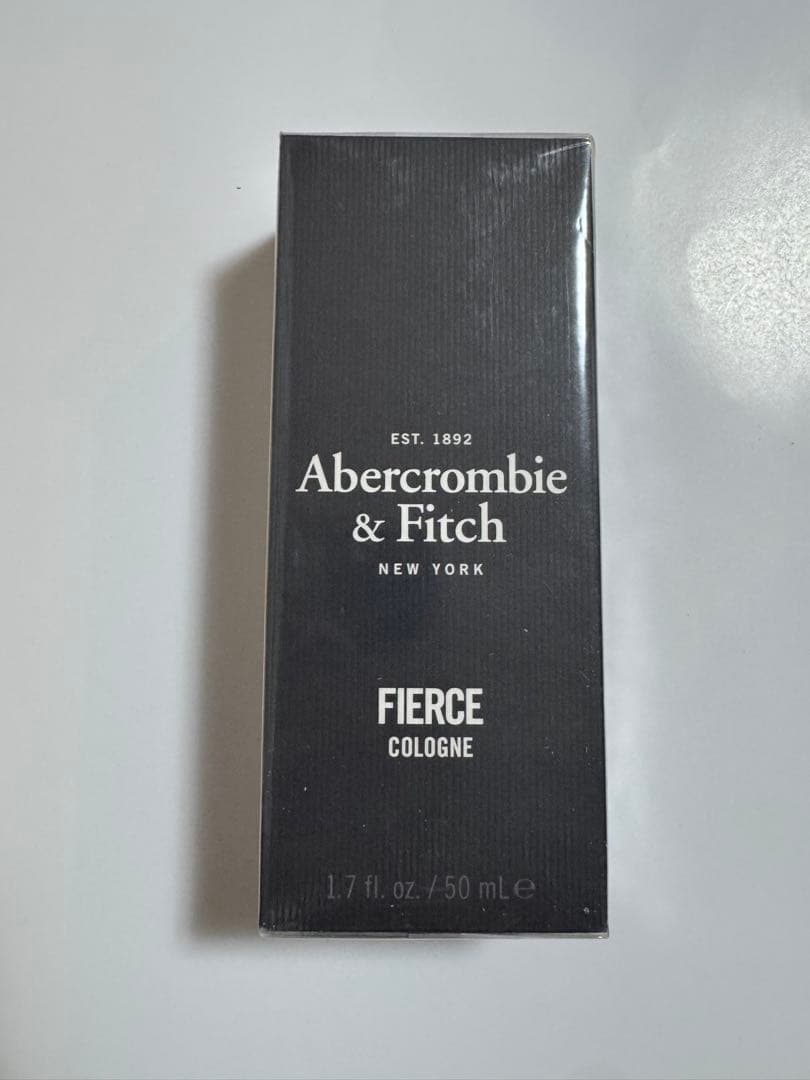 EST. 1892
Abercrombie
& Fitch
NEW YORK
FIERCE
COLOGNE
1.7 fl. oz. / 50 mL ℮